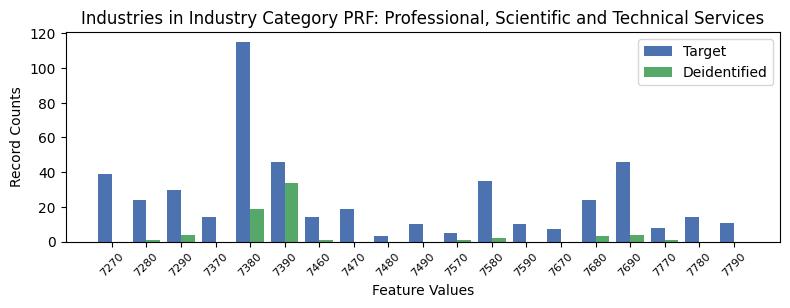 Industries in Industry Category PRF: Professional, Scientific and Technical Services
Target
Deidentified
Record Counts
120
100
80
60
40
20
0
7270 7280 7290 7370 7380 7390 7460 7470 7480 7490 7570 7580 7590 7670 7680 7690 7770 7780 7790
Feature Values